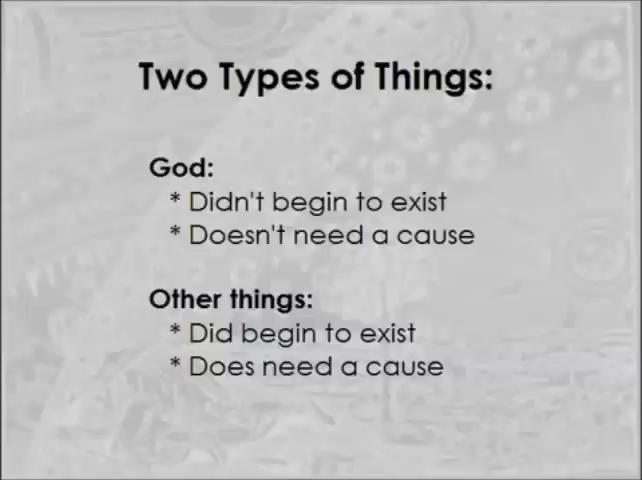 Two Types of Things:
God:
* Didn't begin to exist
* Doesn't need a cause
Other things:
* Did begin to exist
* Does need a cause